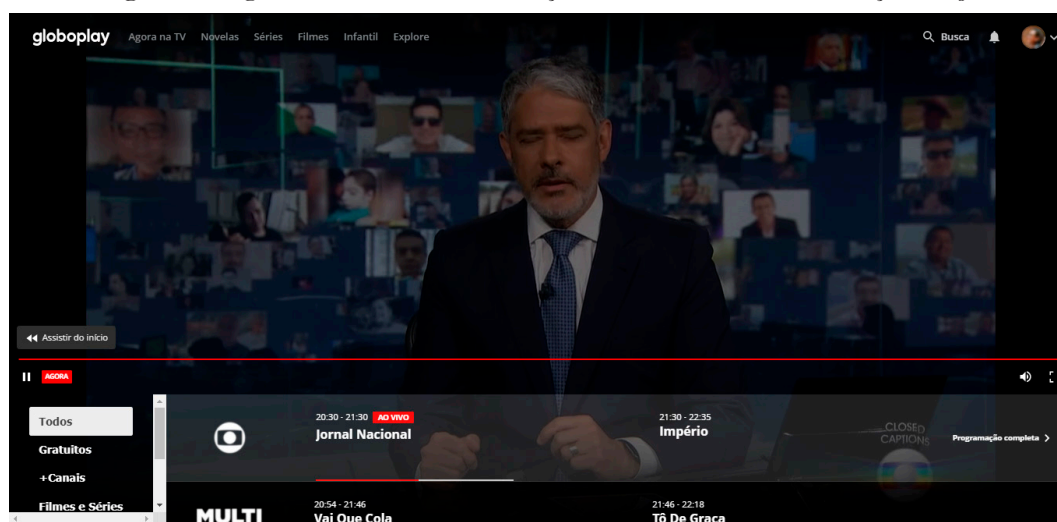 globoplay Agora na TV Novelas Séries Filmes Infantil Explore Busca
Assistir do início
AGORA
Todos
Gratuitos
+Canais
Filmes e Séries
20:30 - 21:30 AO VIVO
Jornal Nacional
21:30 - 22:35
Império
CLOSED
CAPTIONS
Programação completa
MULTI
20:54 - 21:46
Vai Que Cola
21:46 - 22:18
Tô De Graça